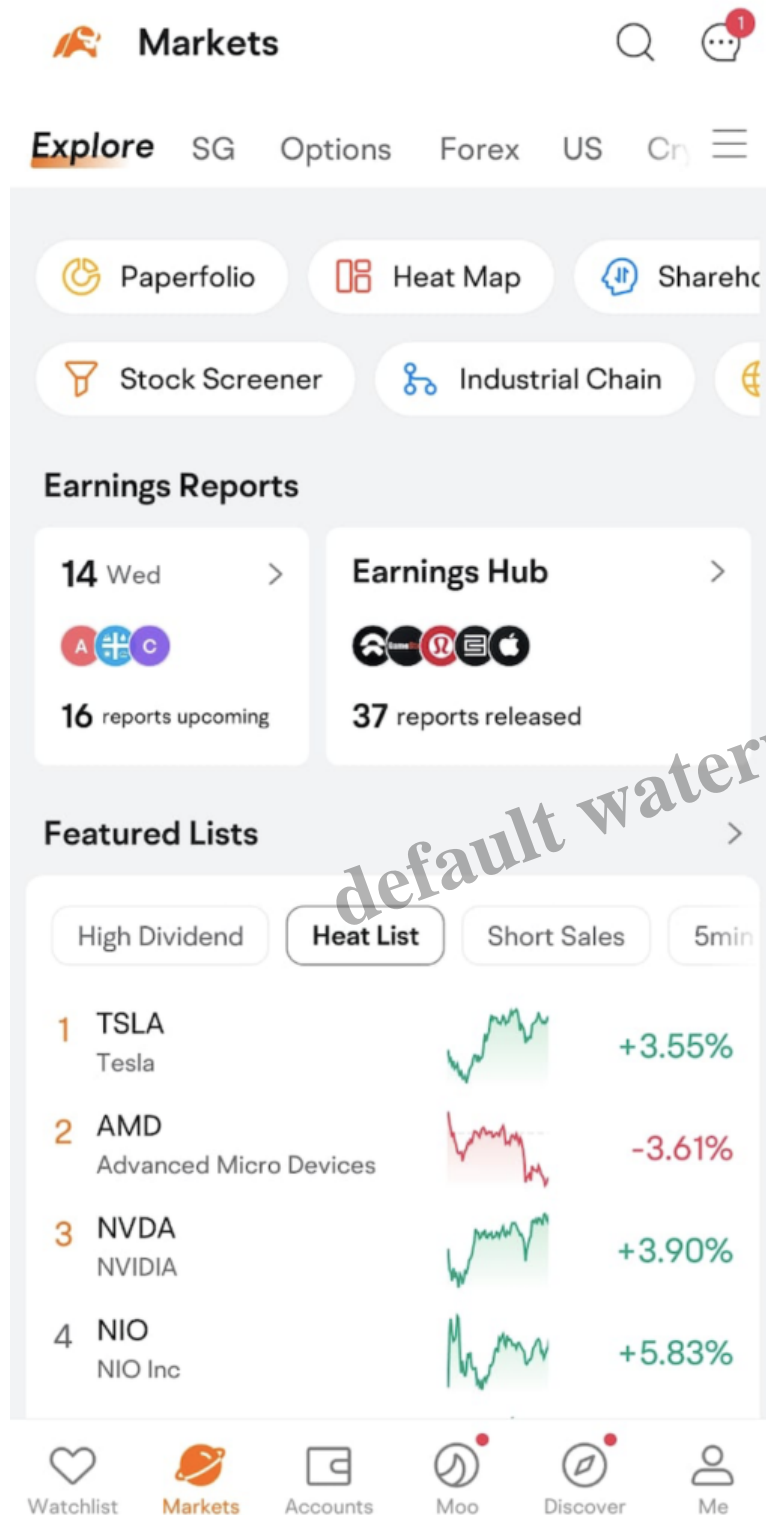 Markets
1
Explore SG Options Forex US
Paperfolio Heat Map
Stock Screener Industrial Chain
Earnings Reports
14 Wed
A C
16 reports upcoming
Earnings Hub
37 reports released
default
Featured Lists
High Dividend Heat List Short Sales 5min
1 TSLA
Tesla
+3.55%
2 AMD
Advanced Micro Devices
-3.61%
3 NVDA
NVIDIA
+3.90%
4 NIO
NIO Inc
+5.83%
Watchlist Markets Accounts Moo Discover Me